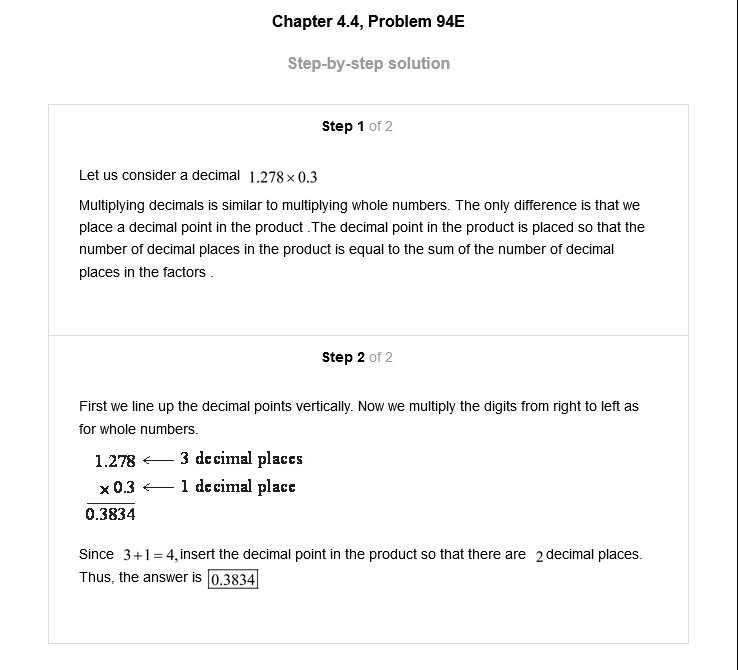 Chapter 4.4, Problem 94E
Step-by-step solution
Step 1 of 2
Let us consider a decimal 1.278 × 0.3
Multiplying decimals is similar to multiplying whole numbers. The only difference is that we
place a decimal point in the product .The decimal point in the product is placed so that the
number of decimal places in the product is equal to the sum of the number of decimal
places in the factors .
Step 2 of 2
First we line up the decimal points vertically. Now we multiply the digits from right to left as
for whole numbers.
1.278 ← 3 decimal places
x 0.3 ← 1 decimal place
0.3834
Since 3+1=4, insert the decimal point in the product so that there are 2 decimal places.
Thus, the answer is 0.3834